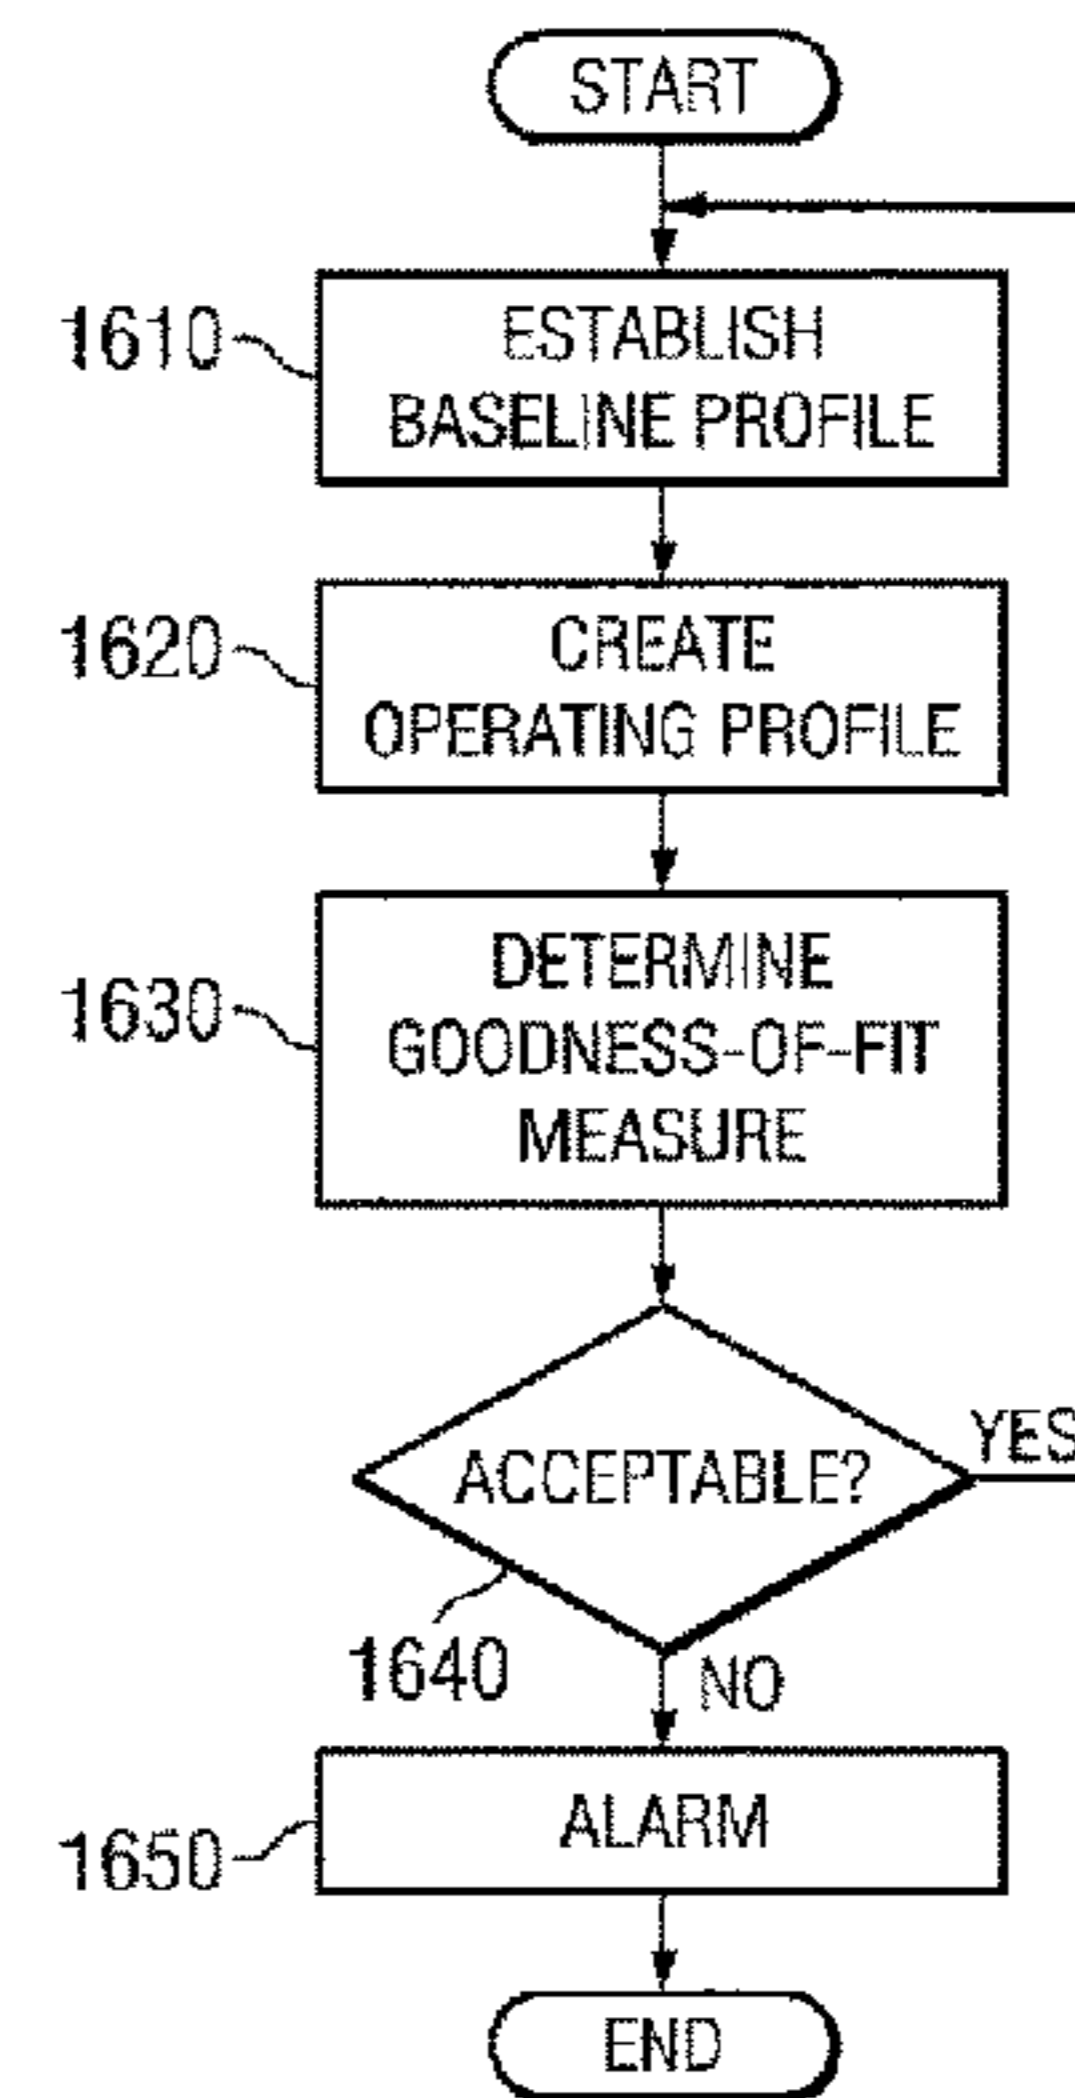 START
1610
ESTABLISH
BASELINE PROFILE
1620
CREATE
OPERATING PROFILE
1630
DETERMINE
GOODNESS-OF-FIT
MEASURE
ACCEPTABLE?
YES
1640
NO
1650
ALARM
END